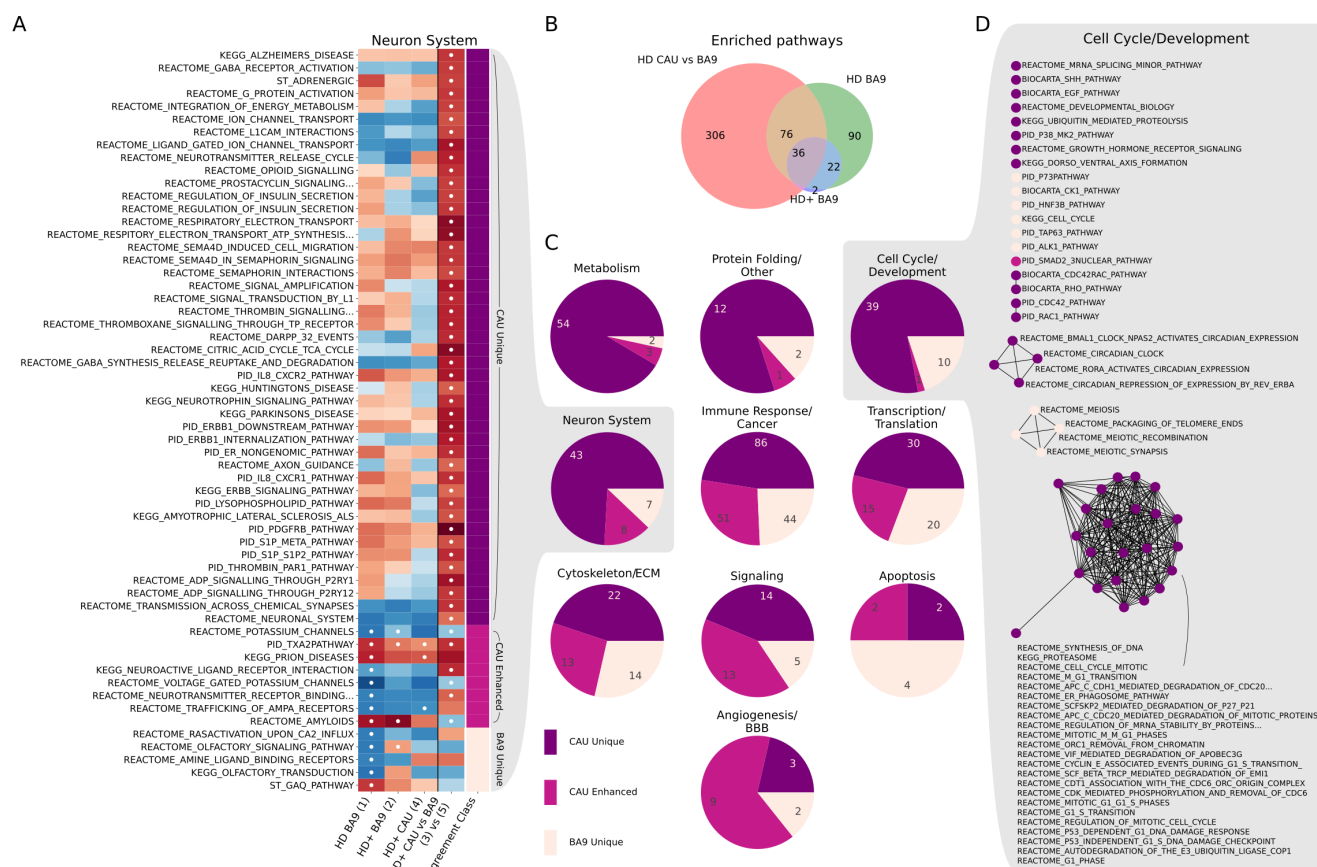 A
Neuron System
KEGG_ALZHEIMERS_DISEASE
REACTOME_GABA_RECEPTOR_ACTIVATION
ST_ADRENERGIC
REACTOME_G_PROTEIN_ACTIVATION
REACTOME_INTEGRATION_OF_ENERGY_METABOLISM
REACTOME_ION_CHANNEL_TRANSPORT
REACTOME_L1CAM_INTERACTIONS
REACTOME_LIGAND_GATED_ION_CHANNEL_TRANSPORT
REACTOME_NEUROTRANSMITTER_RELEASE_CYCLE
REACTOME_OPIOID_SIGNALLING
REACTOME_PROSTACYCLIN_SIGNALING...
REACTOME_REGULATION_OF_INSULIN_SECRETION
REACTOME_REGULATION_OF_INSULIN_SECRETION
REACTOME_RESPIRATORY_ELECTRON_TRANSPORT
REACTOME_RESPITORY_ELECTRON_TRANSPORT_ATP_SYNTHESIS...
REACTOME_SEMA4D_INDUCED_CELL_MIGRATION
REACTOME_SEMA4D_IN_SEMAPHORIN_SIGNALING
REACTOME_SEMAPHORIN_INTERACTIONS
REACTOME_SIGNAL_AMPLIFICATION
REACTOME_SIGNAL_TRANSDUCTION_BY_L1
REACTOME_THROMBIN_SIGNALLING...
REACTOME_THROMBOXANE_SIGNALLING_THROUGH_TP_RECEPTOR
REACTOME_DARPP_32_EVENTS
REACTOME_CITRIC_ACID_CYCLE_TCA_CYCLE
REACTOME_GABA_SYNTHESIS_RELEASE_REUPTAKE_AND_DEGRADATION
PID_IL8_CXCR2_PATHWAY
KEGG_HUNTINGTONS_DISEASE
KEGG_NEUROTROPHIN_SIGNALING_PATHWAY
KEGG_PARKINSONS_DISEASE
PID_ERBB1_DOWNSTREAM_PATHWAY
PID_ERBB1_INTERNALIZATION_PATHWAY
PID_ER_NONGENOMIC_PATHWAY
REACTOME_AXON_GUIDANCE
PID_IL8_CXCR1_PATHWAY
KEGG_ERBB_SIGNALING_PATHWAY
PID_LYSOPHOSPHOLIPID_PATHWAY
KEGG_AMYOTROPHIC_LATERAL_SCLEROSIS_ALS
PID_PDGFRB_PATHWAY
PID_S1P_META_PATHWAY
PID_S1P_S1P2_PATHWAY
PID_THROMBIN_PAR1_PATHWAY
REACTOME_ADP_SIGNALLING_THROUGH_P2RY1
REACTOME_ADP_SIGNALLING_THROUGH_P2RY12
REACTOME_TRANSMISSION_ACROSS_CHEMICAL_SYNAPSES
REACTOME_NEURONAL_SYSTEM
REACTOME_POTASSIUM_CHANNELS
PID_TXA2PATHWAY
KEGG_PRION_DISEASES
KEGG_NEUROACTIVE_LIGAND_RECEPTOR_INTERACTION
REACTOME_VOLTAGE_GATED_POTASSIUM_CHANNELS
REACTOME_NEUROTRANSMITTER_RECEPTOR_BINDING...
REACTOME_TRAFFICKING_OF_AMPA_RECEPTORS
REACTOME_AMYLOIDS
REACTOME_RASACTIVATION_UPON_CA2_INFLUX
REACTOME_OLFACTORY_SIGNALING_PATHWAY
REACTOME_AMINE_LIGAND_BINDING_RECEPTORS
KEGG_OLFACTORY_TRANSDUCTION
ST_GAQ_PATHWAY
CAU Unique
CAU Enhanced
BA9 Unique
HD BA9 (1)
HD+ BA9 (2)
HD+ CAU (4)
HD+ CAU vs BA9
(3) vs (5)
Agreement Class
B
Enriched pathways
HD CAU vs BA9
HD BA9
306
76
90
36
22
2
HD+ BA9
C
Metabolism
54
2
3
Protein Folding/
Other
12
2
1
Cell Cycle/
Development
39
10
Neuron System
43
7
8
Immune Response/
Cancer
86
51
44
Transcription/
Translation
30
15
20
Cytoskeleton/ECM
22
13
14
Signaling
14
13
5
Apoptosis
2
2
4
Angiogenesis/
BBB
3
9
2
CAU Unique
CAU Enhanced
BA9 Unique
D
Cell Cycle/Development
REACTOME_MRNA_SPLICING_MINOR_PATHWAY
BIOCARTA_SHH_PATHWAY
BIOCARTA_EGF_PATHWAY
REACTOME_DEVELOPMENTAL_BIOLOGY
KEGG_UBIQUITIN_MEDIATED_PROTEOLYSIS
PID_P38_MK2_PATHWAY
REACTOME_GROWTH_HORMONE_RECEPTOR_SIGNALING
KEGG_DORSO_VENTRAL_AXIS_FORMATION
PID_P73PATHWAY
BIOCARTA_CK1_PATHWAY
PID_HNF3B_PATHWAY
KEGG_CELL_CYCLE
PID_TAP63_PATHWAY
PID_ALK1_PATHWAY
PID_SMAD2_3NUCLEAR_PATHWAY
BIOCARTA_CDC42RAC_PATHWAY
BIOCARTA_RHO_PATHWAY
PID_CDC42_PATHWAY
PID_RAC1_PATHWAY
REACTOME_BMAL1_CLOCK_NPAS2_ACTIVATES_CIRCADIAN_EXPRESSION
REACTOME_CIRCADIAN_CLOCK
REACTOME_RORA_ACTIVATES_CIRCADIAN_EXPRESSION
REACTOME_CIRCADIAN_REPRESSION_OF_EXPRESSION_BY_REV_ERBA
REACTOME_MEIOSIS
REACTOME_PACKAGING_OF_TELOMERE_ENDS
REACTOME_MEIOTIC_RECOMBINATION
REACTOME_MEIOTIC_SYNAPSIS
REACTOME_SYNTHESIS_OF_DNA
KEGG_PROTEASOME
REACTOME_CELL_CYCLE_MITOTIC
REACTOME_M_G1_TRANSITION
REACTOME_APC_C_CDH1_MEDIATED_DEGRADATION_OF_CDC20...
REACTOME_ER_PHAGOSOME_PATHWAY
REACTOME_SCFSKP2_MEDIATED_DEGRADATION_OF_P27_P21
REACTOME_APC_C_CDC20_MEDIATED_DEGRADATION_OF_MITOTIC_PROTEINS
REACTOME_REGULATION_OF_MRNA_STABILITY_BY_PROTEINS...
REACTOME_MITOTIC_M_M_G1_PHASES
REACTOME_ORC1_REMOVAL_FROM_CHROMATIN
REACTOME_VIF_MEDIATED_DEGRADATION_OF_APOBEC3G
REACTOME_CYCLIN_E_ASSOCIATED_EVENTS_DURING_G1_S_TRANSITION_
REACTOME_SCF_BETA_TRCP_MEDIATED_DEGRADATION_OF_EMI1
REACTOME_CDT1_ASSOCIATION_WITH_THE_CDC6_ORC_ORIGIN_COMPLEX
REACTOME_CDK_MEDIATED_PHOSPHORYLATION_AND_REMOVAL_OF_CDC6
REACTOME_MITOTIC_G1_G1_S_PHASES
REACTOME_G1_S_TRANSITION
REACTOME_REGULATION_OF_MITOTIC_CELL_CYCLE
REACTOME_P53_DEPENDENT_G1_DNA_DAMAGE_RESPONSE
REACTOME_P53_INDEPENDENT_G1_S_DNA_DAMAGE_CHECKPOINT
REACTOME_AUTODEGRADATION_OF_THE_E3_UBIQUITIN_LIGASE_COP1
REACTOME_G1_PHASE